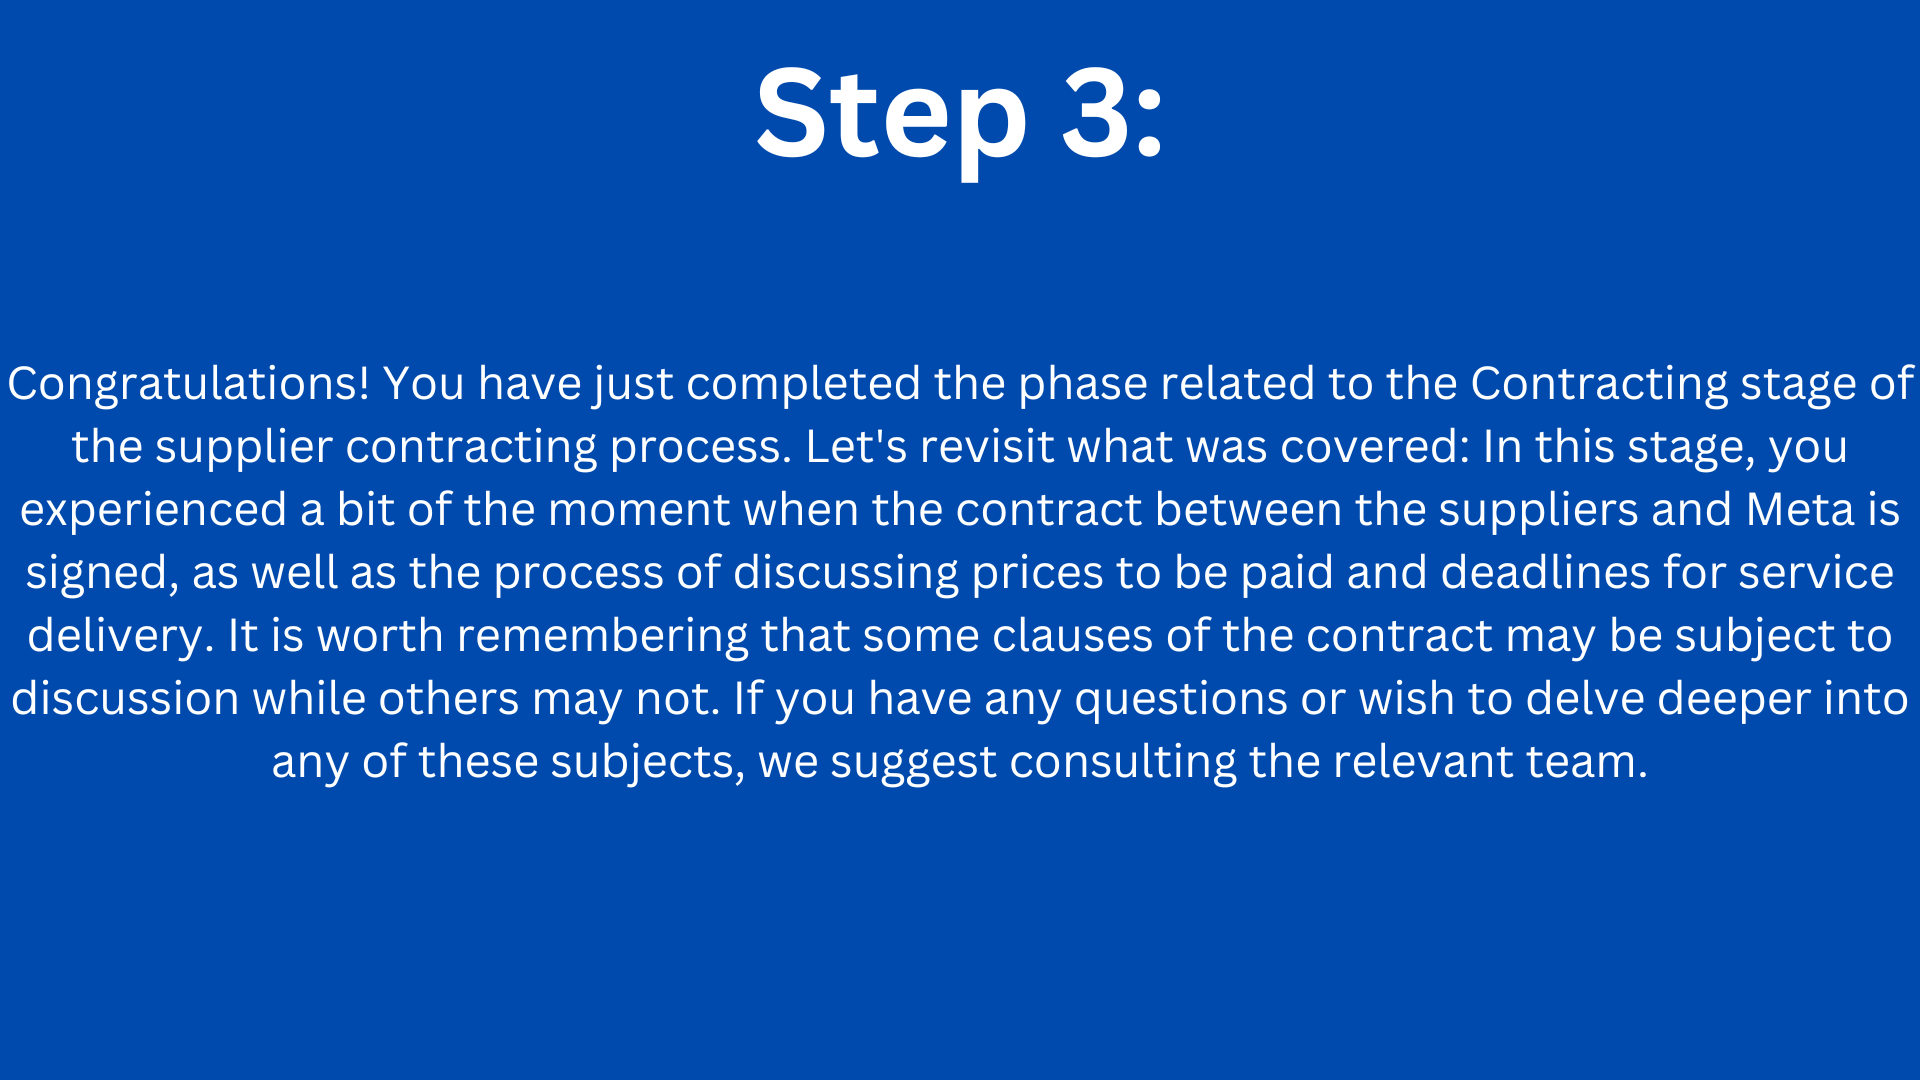 Step 3:
Congratulations! You have just completed the phase related to the Contracting stage of
the supplier contracting process. Let's revisit what was covered: In this stage, you
experienced a bit of the moment when the contract between the suppliers and Meta is
signed, as well as the process of discussing prices to be paid and deadlines for service
delivery. It is worth remembering that some clauses of the contract may be subject to
discussion while others may not. If you have any questions or wish to delve deeper into
any of these subjects, we suggest consulting the relevant team.